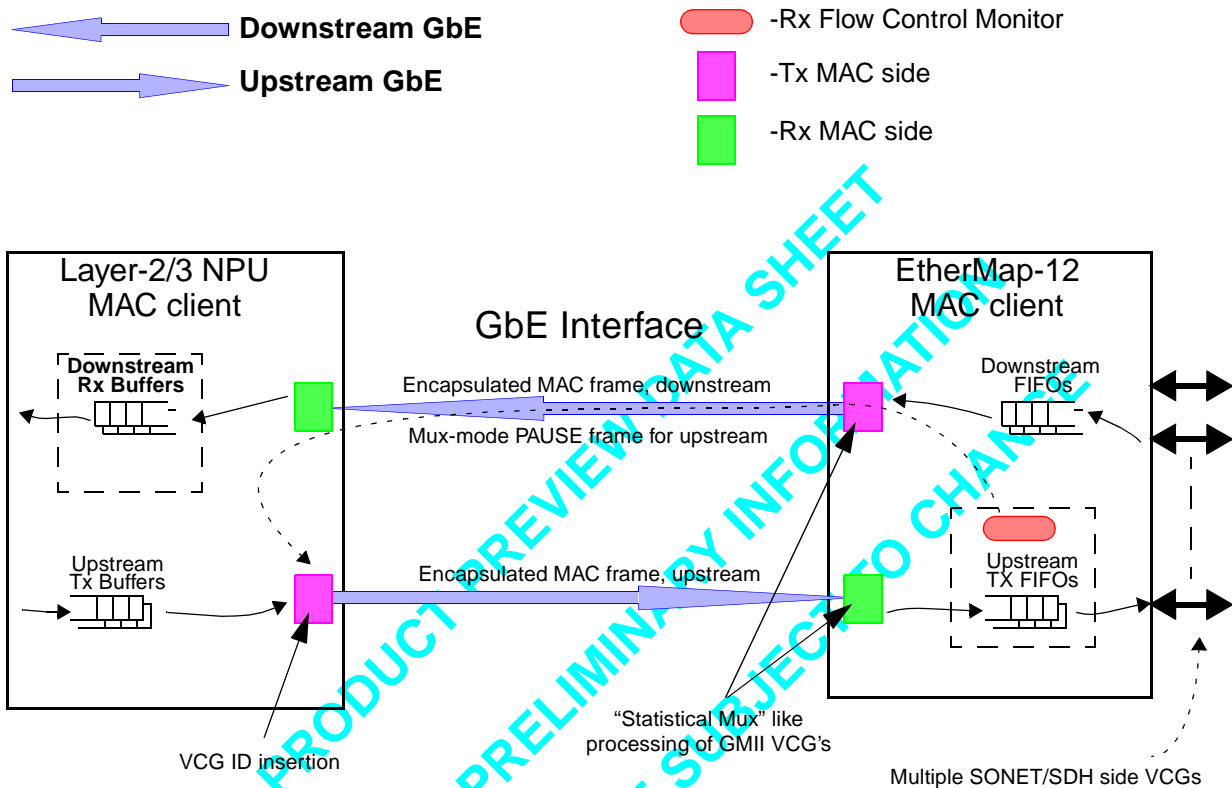 Downstream GbE
Upstream GbE
-Rx Flow Control Monitor
-Tx MAC side
-Rx MAC side
Layer-2/3 NPU
MAC client
EtherMap-12
MAC client
GbE Interface
Downstream
Rx Buffers
Encapsulated MAC frame, downstream
Mux-mode PAUSE frame for upstream
Downstream
FIFOs
Upstream
Tx Buffers
Encapsulated MAC frame, upstream
Upstream
TX FIFOs
VCG ID insertion
“Statistical Mux” like
processing of GMII VCG's
Multiple SONET/SDH side VCGs
PRODUCT PREVIEW DATA SHEET
PRELIMINARY INFORMATION
SUBJECT TO CHANGE